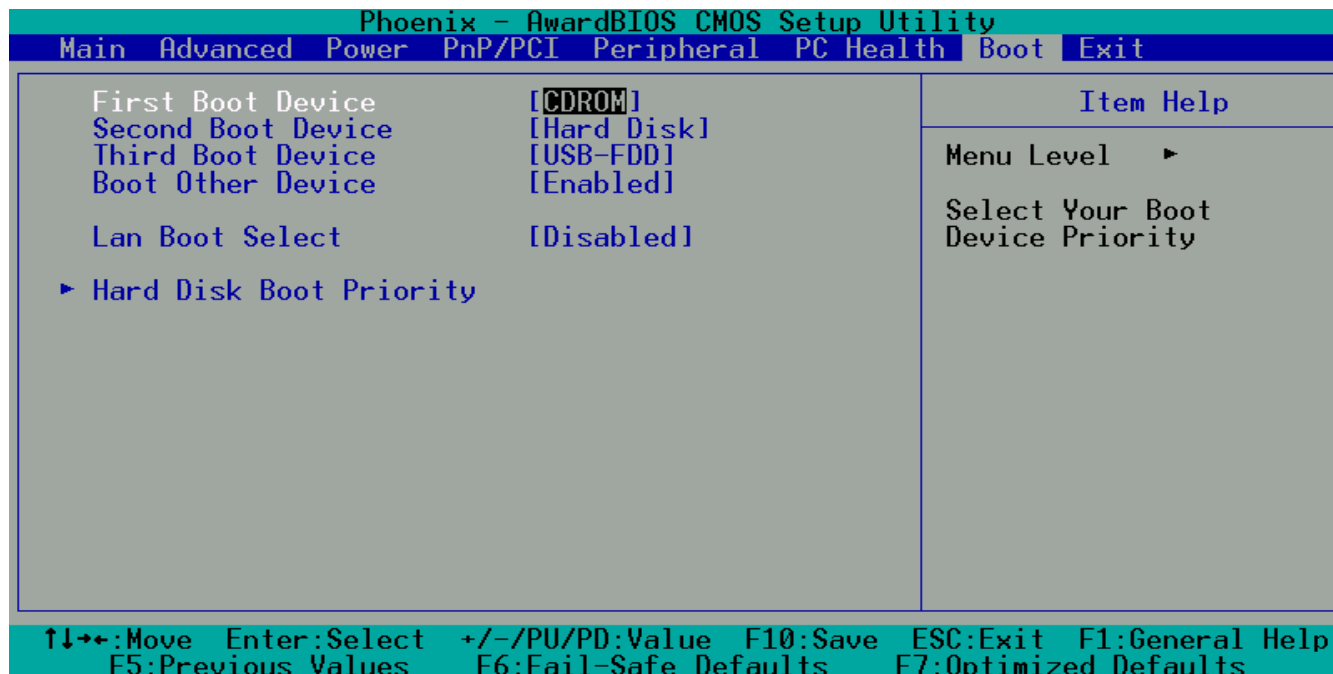 Phoenix - AwardBIOS CMOS Setup Utility
Main Advanced Power PnP/PCI Peripheral PC Health Boot Exit
First Boot Device [CDROM]
Second Boot Device [Hard Disk]
Third Boot Device [USB-FDD]
Boot Other Device [Enabled]
Lan Boot Select [Disabled]
► Hard Disk Boot Priority
Item Help
Menu Level ►
Select Your Boot
Device Priority
↑↓→←:Move Enter:Select +/-/PU/PD:Value F10:Save ESC:Exit F1:General Help
F5:Previous Values F6:Fail-Safe Defaults F7:Optimized Defaults